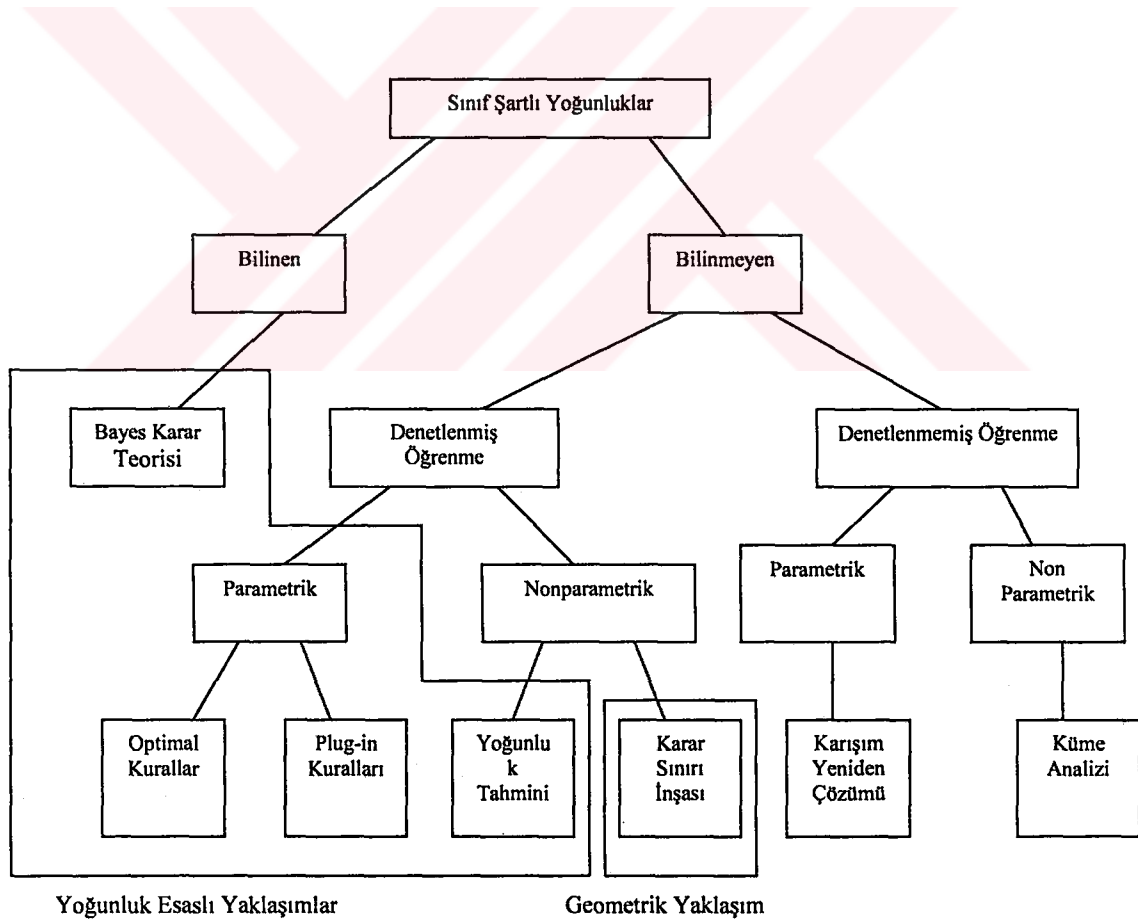 Sınıf Şartlı Yoğunluklar
Bilinen
Bilinmeyen
Bayes Karar
Teorisi
Denetlenmiş
Öğrenme
Denetlenmemiş Öğrenme
Parametrik
Nonparametrik
Parametrik
Non
Parametrik
Optimal
Kurallar
Plug-in
Kuralları
Yoğunlu
k
Tahmini
Karar
Sınırı
İnşası
Karışım
Yeniden
Çözümü
Küme
Analizi
Yoğunluk Esaslı Yaklaşımlar
Geometrik Yaklaşım